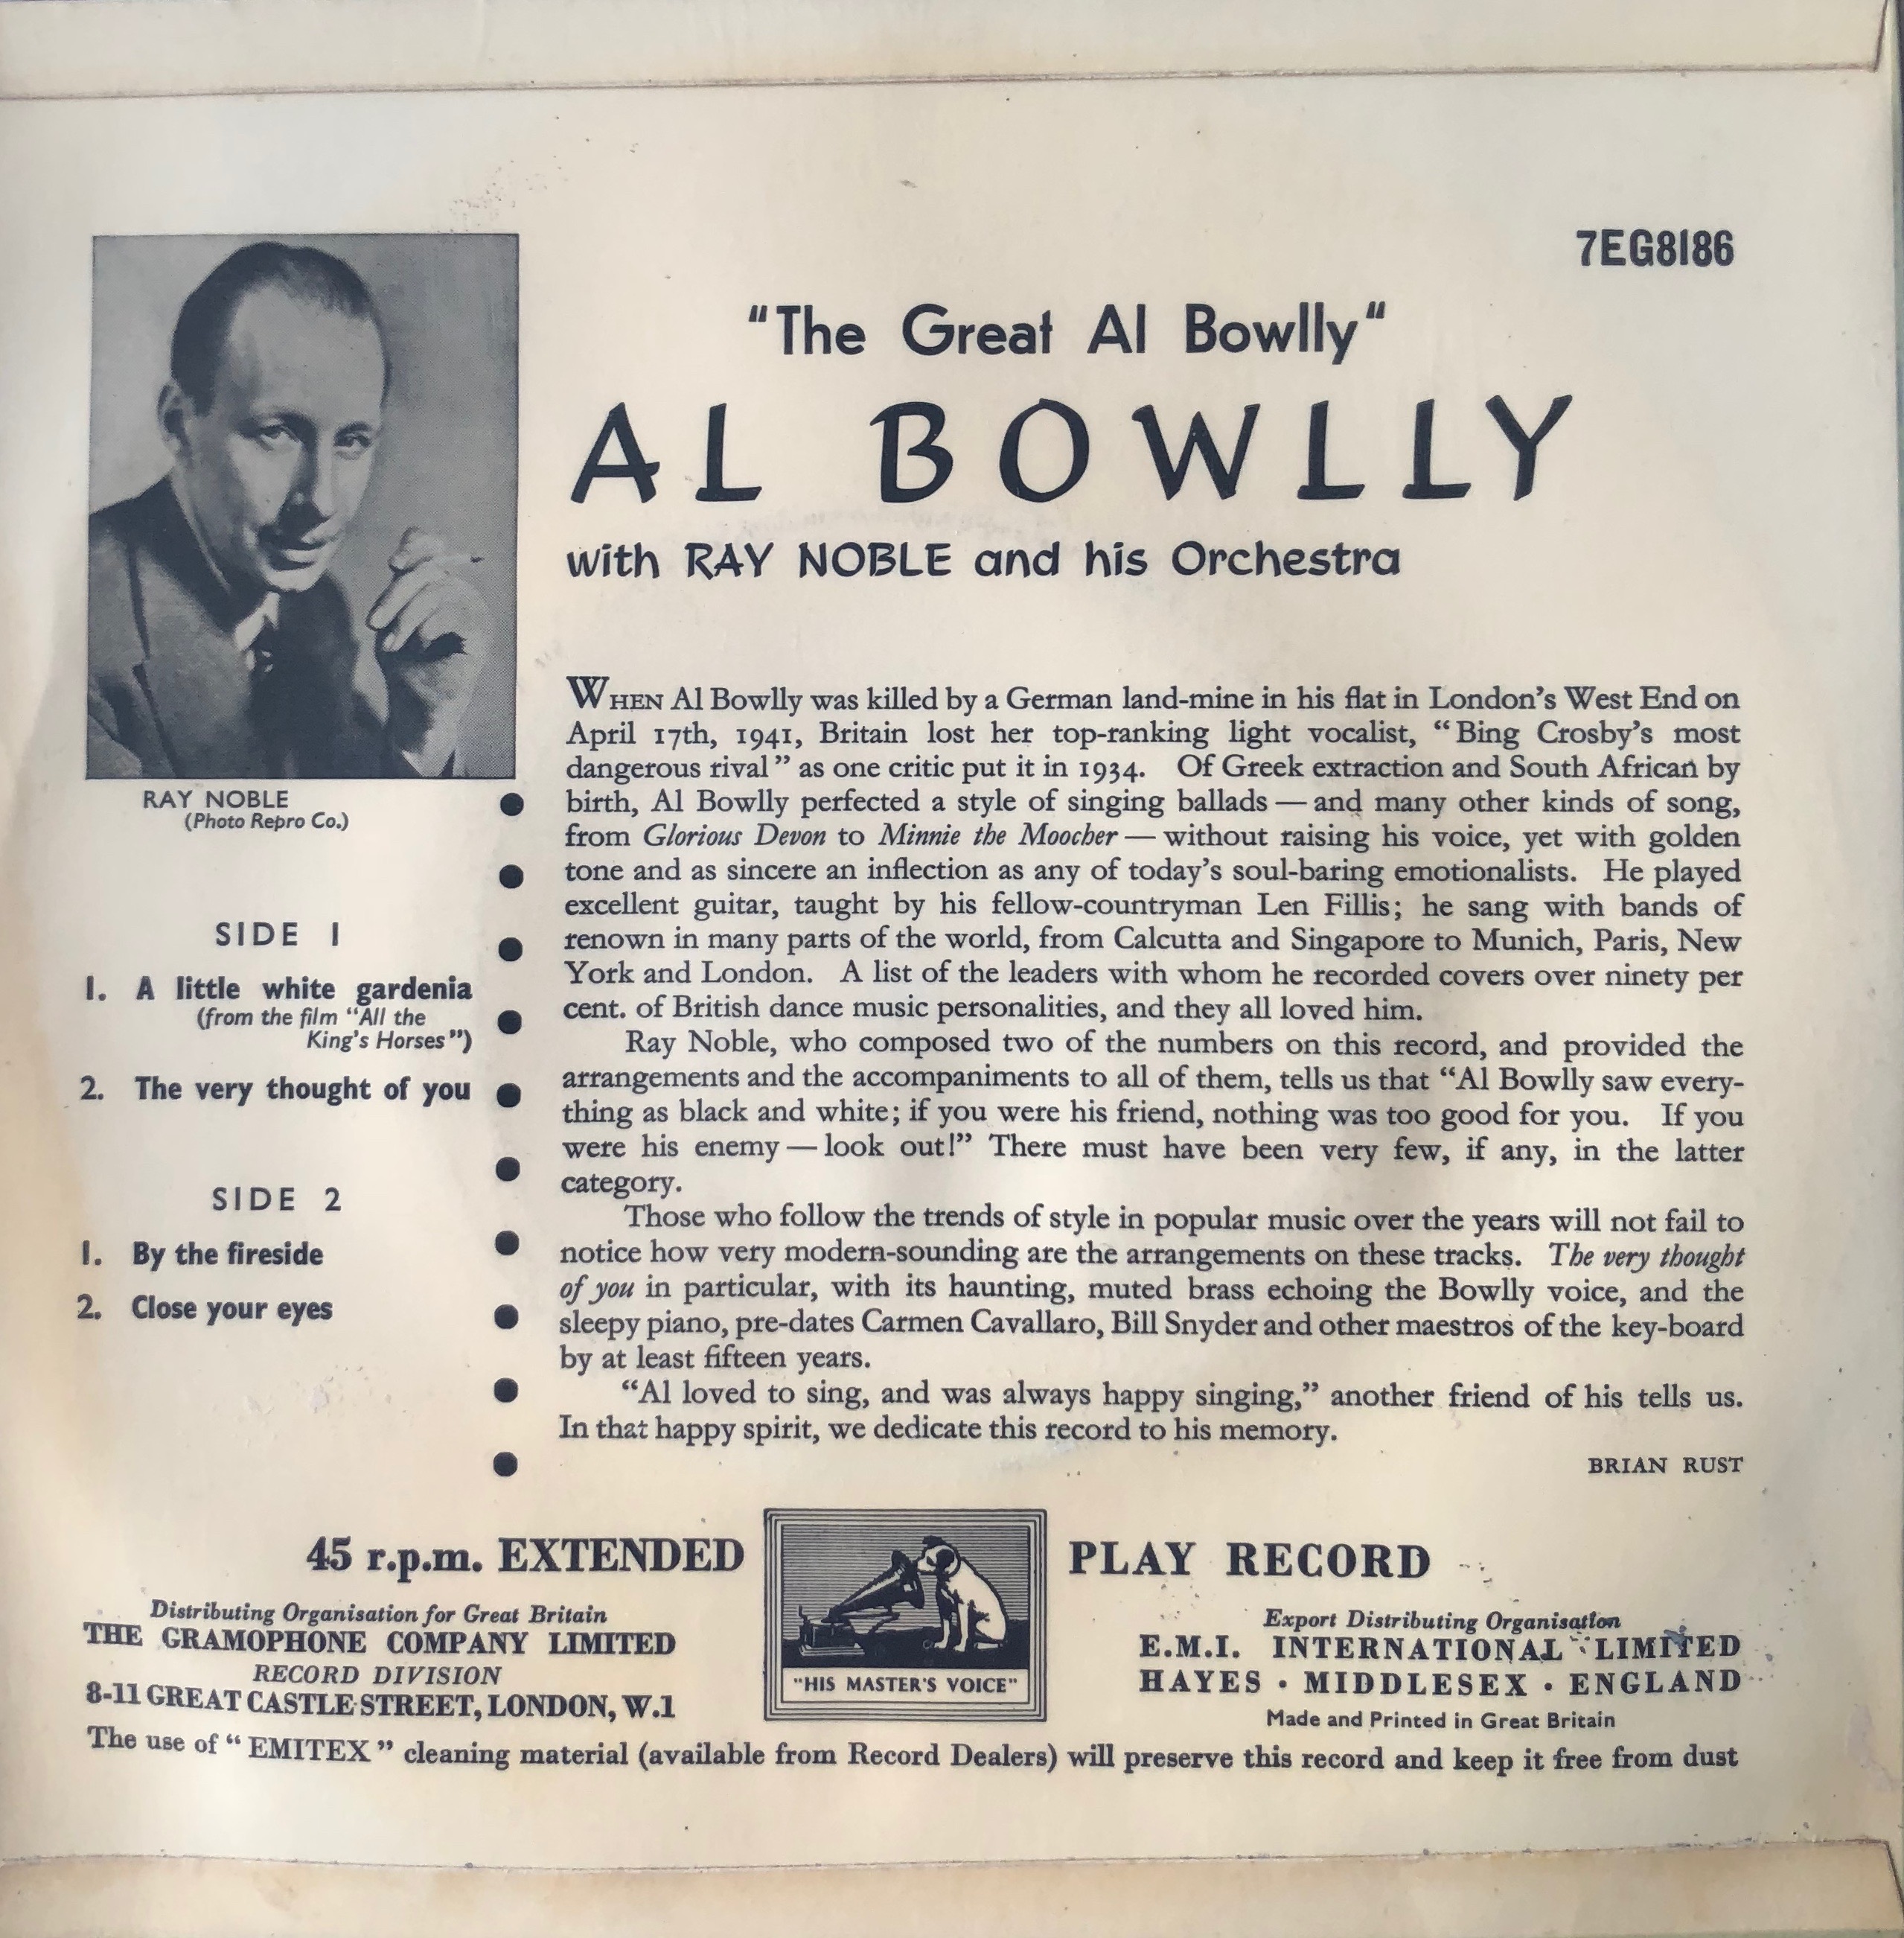 7EG8186
"The Great Al Bowlly"
AL BOWLLY
with RAY NOBLE and his Orchestra
RAY NOBLE
(Photo Repro Co.)
SIDE 1
1. A little white gardenia
(from the film "All the
King's Horses")
2. The very thought of you
SIDE 2
1. By the fireside
2. Close your eyes
WHEN Al Bowlly was killed by a German land-mine in his flat in London's West End on
April 17th, 1941, Britain lost her top-ranking light vocalist, "Bing Crosby's most
dangerous rival" as one critic put it in 1934. Of Greek extraction and South African by
birth, Al Bowlly perfected a style of singing ballads — and many other kinds of song,
from Glorious Devon to Minnie the Moocher — without raising his voice, yet with golden
tone and as sincere an inflection as any of today's soul-baring emotionalists. He played
excellent guitar, taught by his fellow-countryman Len Fillis; he sang with bands of
renown in many parts of the world, from Calcutta and Singapore to Munich, Paris, New
York and London. A list of the leaders with whom he recorded covers over ninety per
cent. of British dance music personalities, and they all loved him.
Ray Noble, who composed two of the numbers on this record, and provided the
arrangements and the accompaniments to all of them, tells us that "Al Bowlly saw every-
thing as black and white; if you were his friend, nothing was too good for you. If you
were his enemy — look out!" There must have been very few, if any, in the latter
category.
Those who follow the trends of style in popular music over the years will not fail to
notice how very modern-sounding are the arrangements on these tracks. The very thought
of you in particular, with its haunting, muted brass echoing the Bowlly voice, and the
sleepy piano, pre-dates Carmen Cavallaro, Bill Snyder and other maestros of the key-board
by at least fifteen years.
"Al loved to sing, and was always happy singing," another friend of his tells us.
In that happy spirit, we dedicate this record to his memory.
BRIAN RUST
45 r.p.m. EXTENDED PLAY RECORD
Distributing Organisation for Great Britain
THE GRAMOPHONE COMPANY LIMITED
RECORD DIVISION
8-11 GREAT CASTLE STREET, LONDON, W.1
"HIS MASTER'S VOICE"
Export Distributing Organisation
E.M.I. INTERNATIONAL LIMITED
HAYES · MIDDLESEX · ENGLAND
Made and Printed in Great Britain
The use of "EMITEX" cleaning material (available from Record Dealers) will preserve this record and keep it free from dust